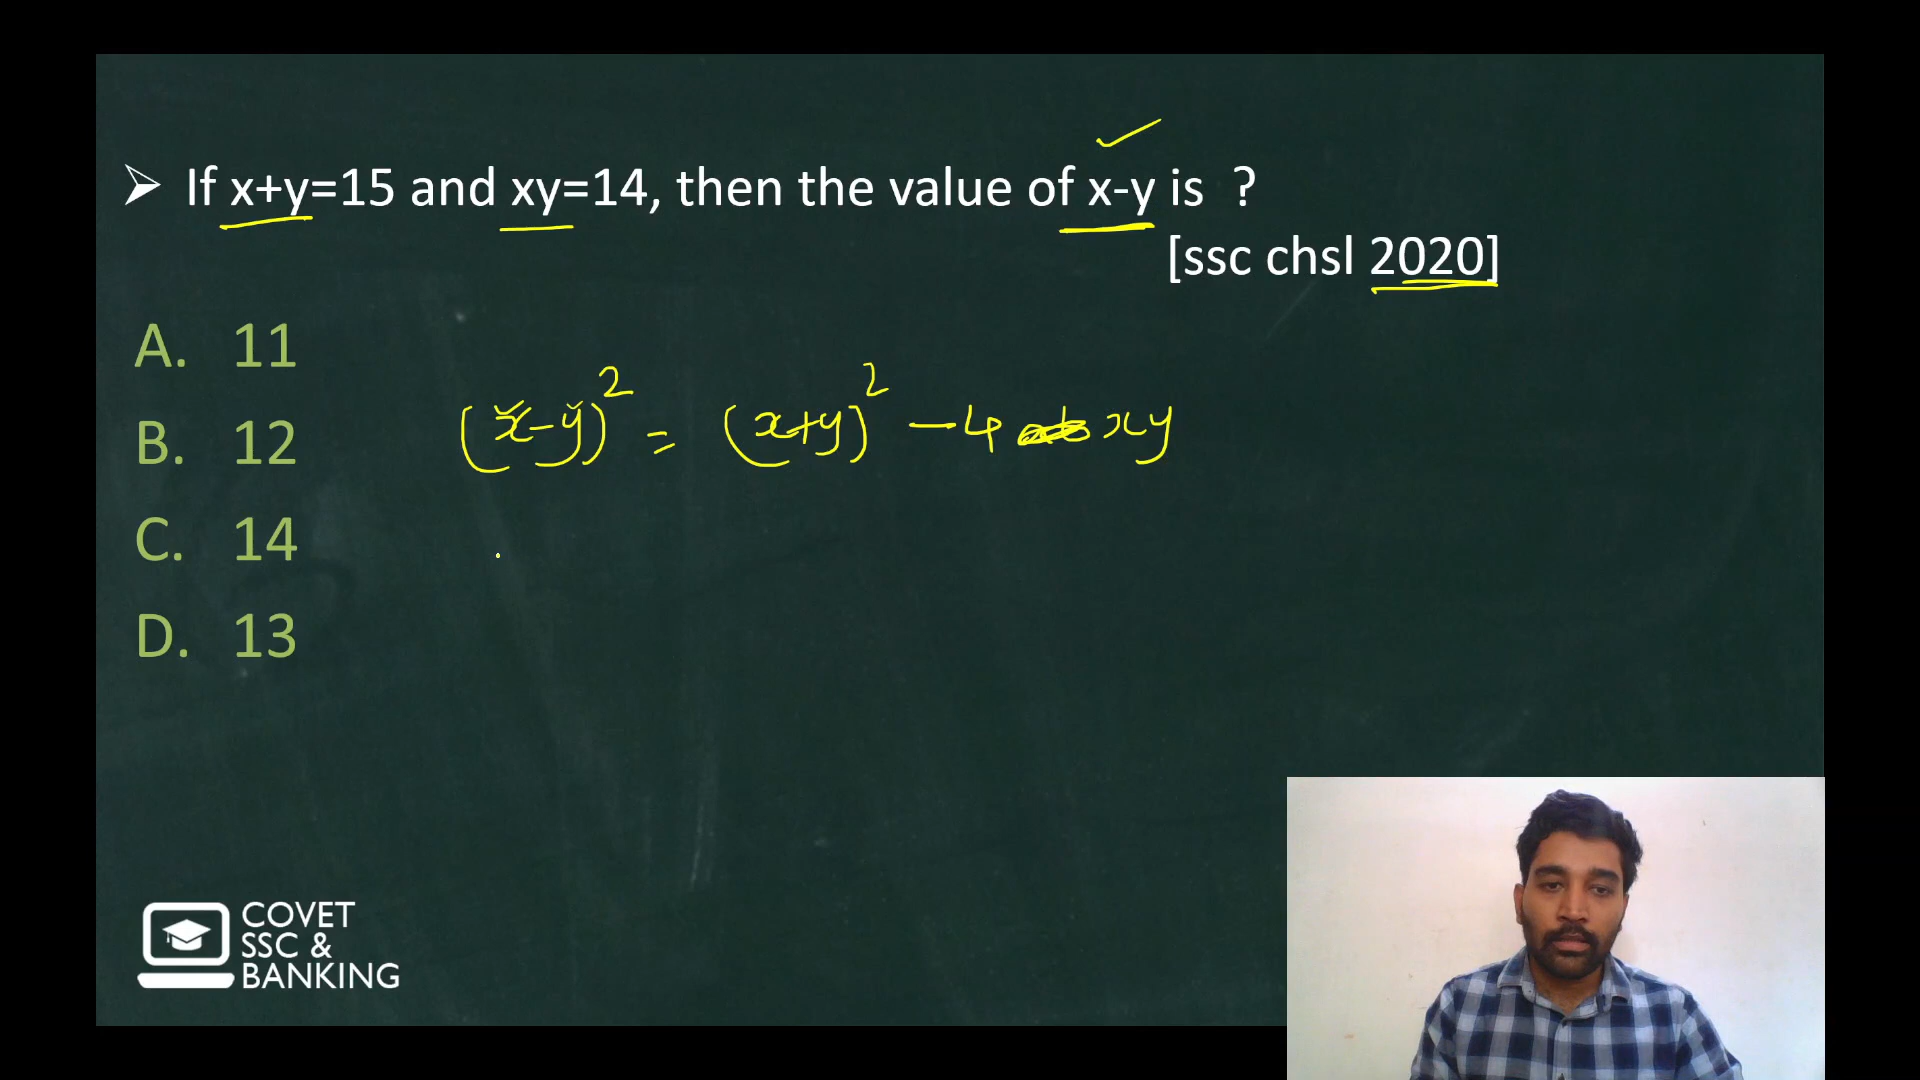 ➢ If x+y=15 and xy=14, then the value of x-y is ?
[ssc chsl 2020]
A. 11
B. 12
C. 14
D. 13
(x-y)² = (x+y)² -4 xy
COVET
SSC &
BANKING